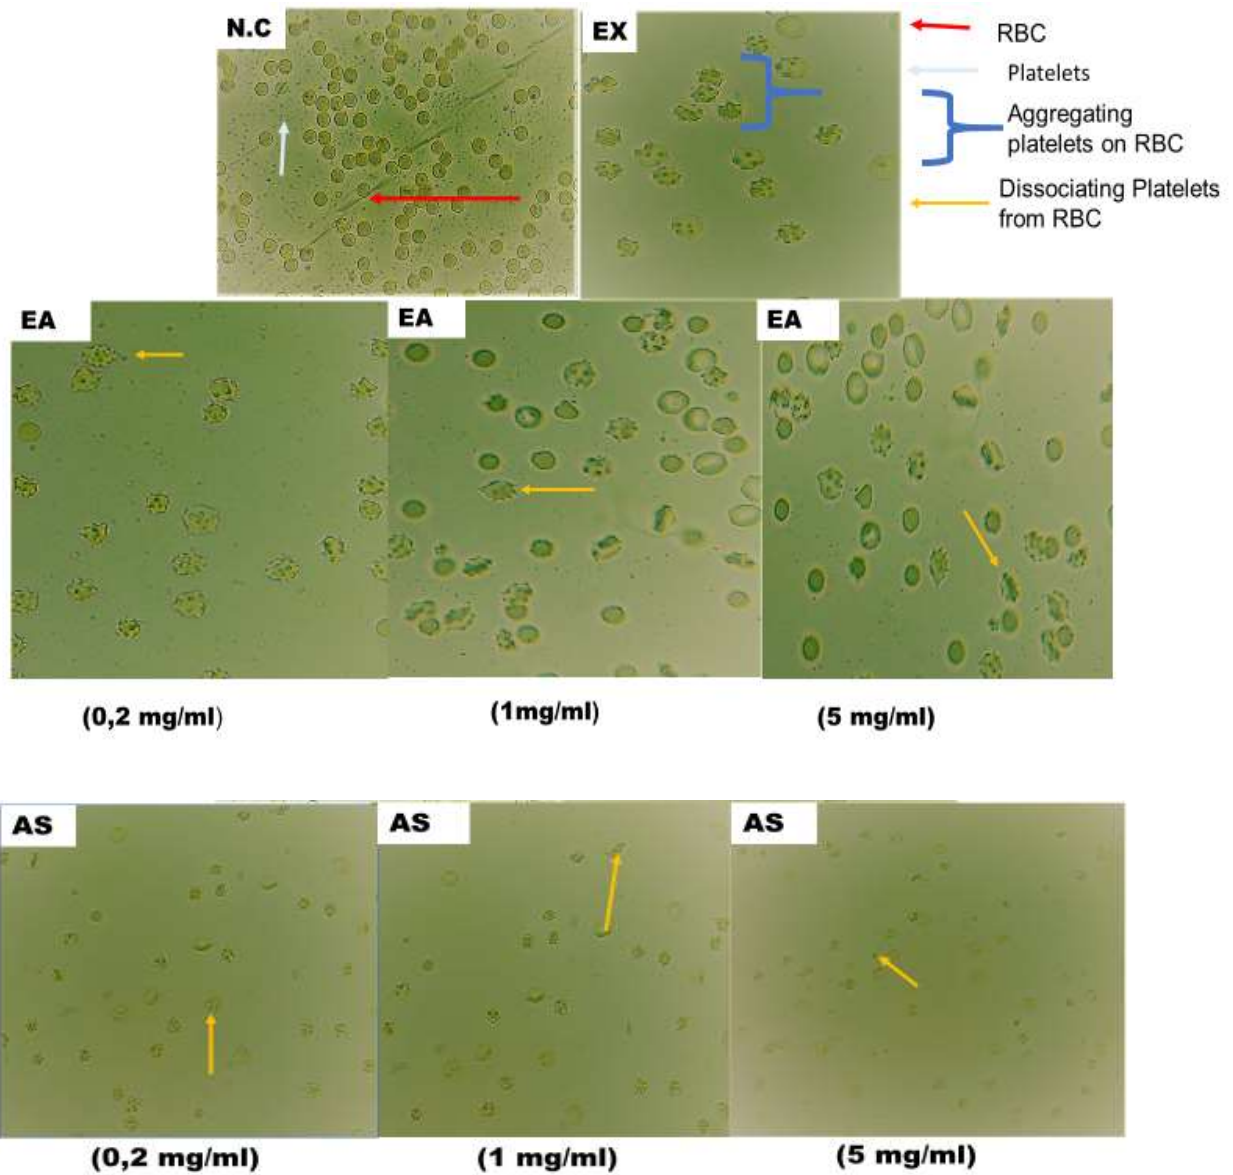 N.C
EX
RBC
Platelets
Aggregating
platelets on RBC
Dissociating Platelets
from RBC
EA
EA
EA
(0,2 mg/ml)
(1mg/ml)
(5 mg/ml)
AS
AS
AS
(0,2 mg/ml)
(1 mg/ml)
(5 mg/ml)